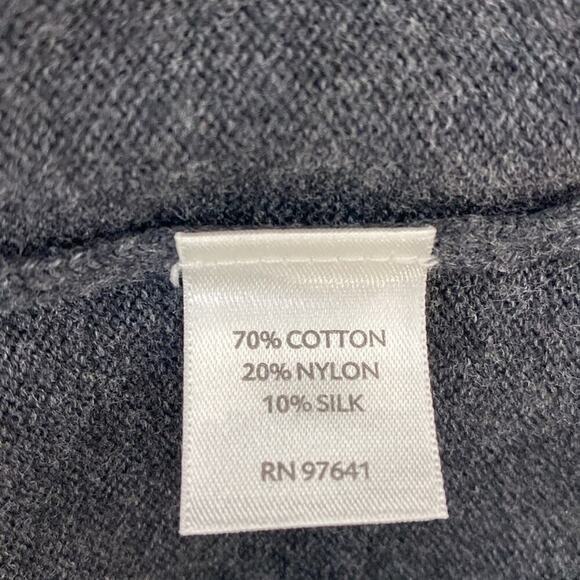 70% COTTON
20% NYLON
10% SILK
RN 97641